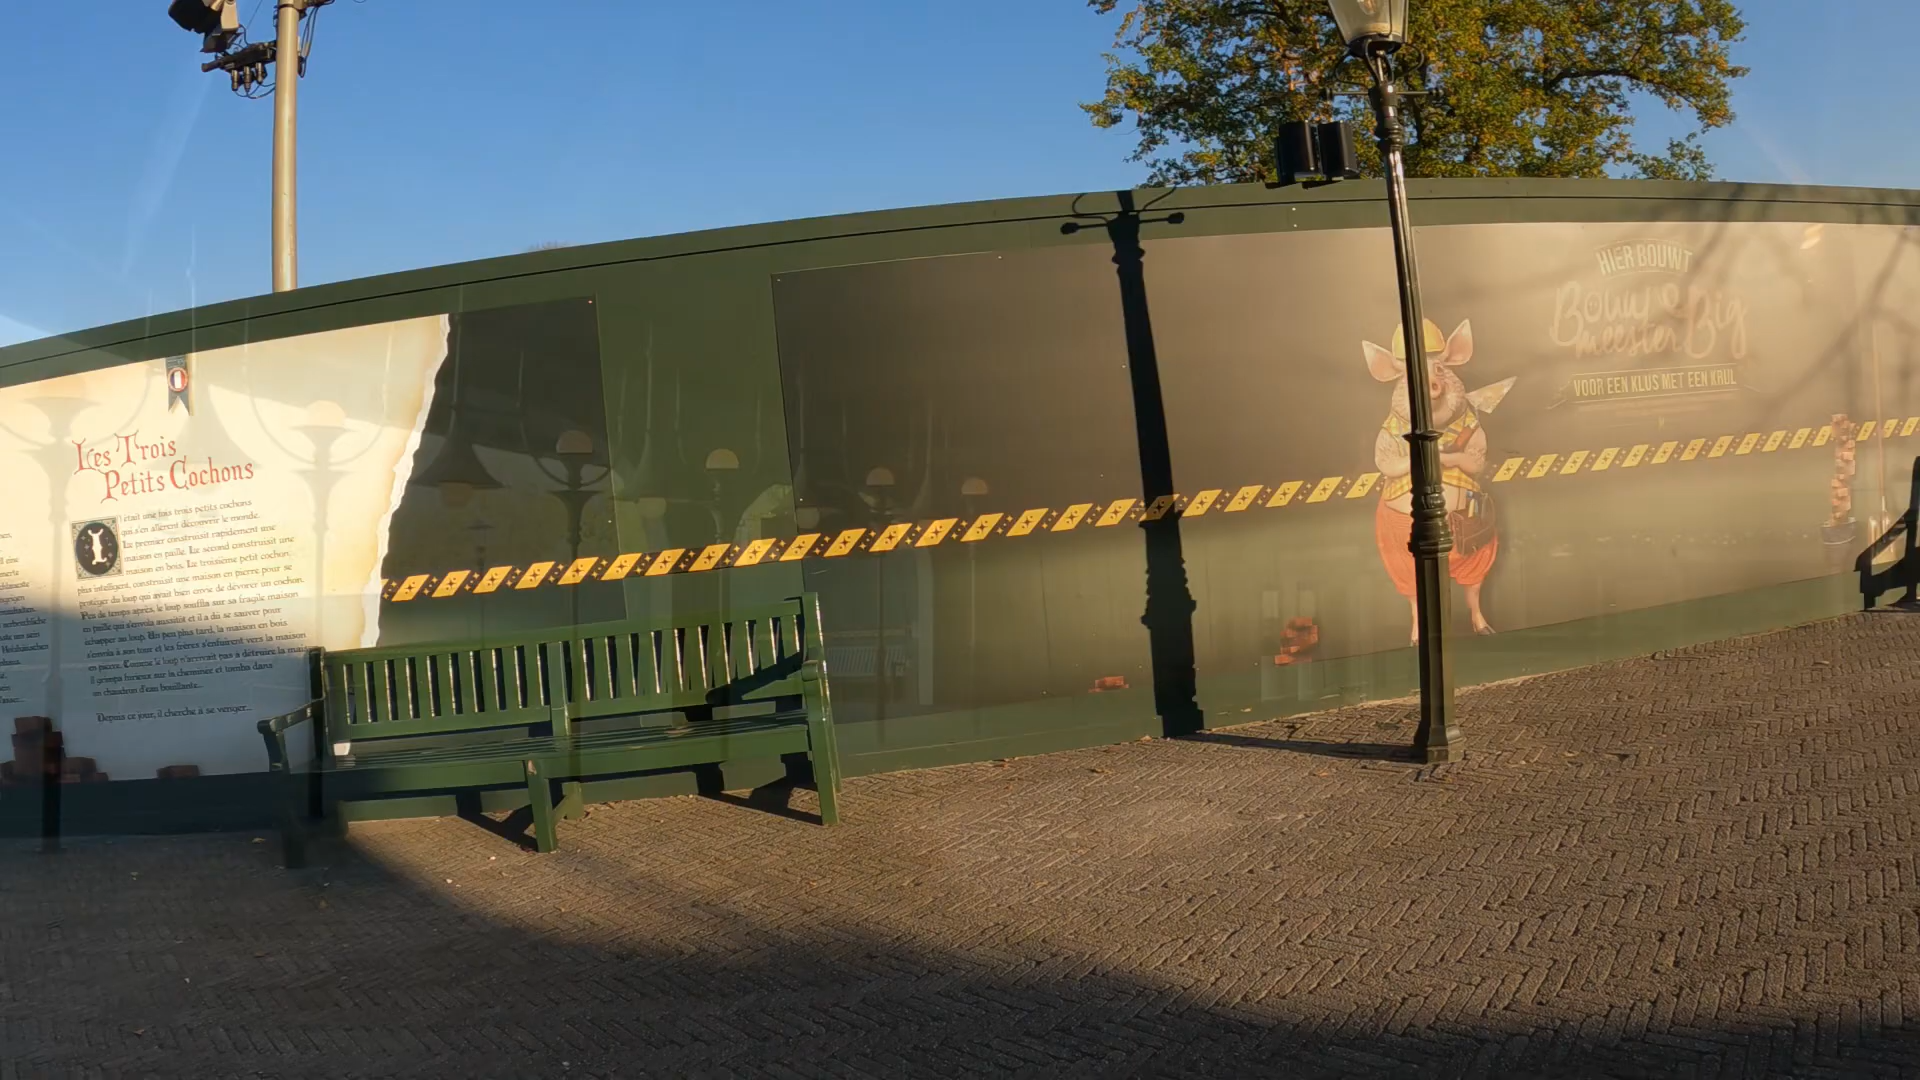 Les Trois
Petits Cochons
I
était une fois trois petits cochons
qui s'en allèrent découvrir le monde.
Le premier construisit rapidement une
maison en paille. Le second construisit une
maison en bois. Le troisième petit cochon,
plus intelligent, construisit une maison en pierre pour se
protéger du loup qui avait bien envie de dévorer un cochon.
Peu de temps après, le loup souffla sur sa fragile maison
en paille qui s'envola aussitôt et il a dû se sauver pour
échapper au loup. Un peu plus tard, la maison en bois
s'envola à son tour et les frères s'enfuirent vers la maison
en pierre. Comme le loup n'arrivait pas à détruire la mais
il grimpa furieux sur la cheminée et tomba dans
un chaudron d'eau bouillante...
Depuis ce jour, il cherche à se venger...
HIER BOUWT
Bouw
meester Big
VOOR EEN KLUS MET EEN KRUL